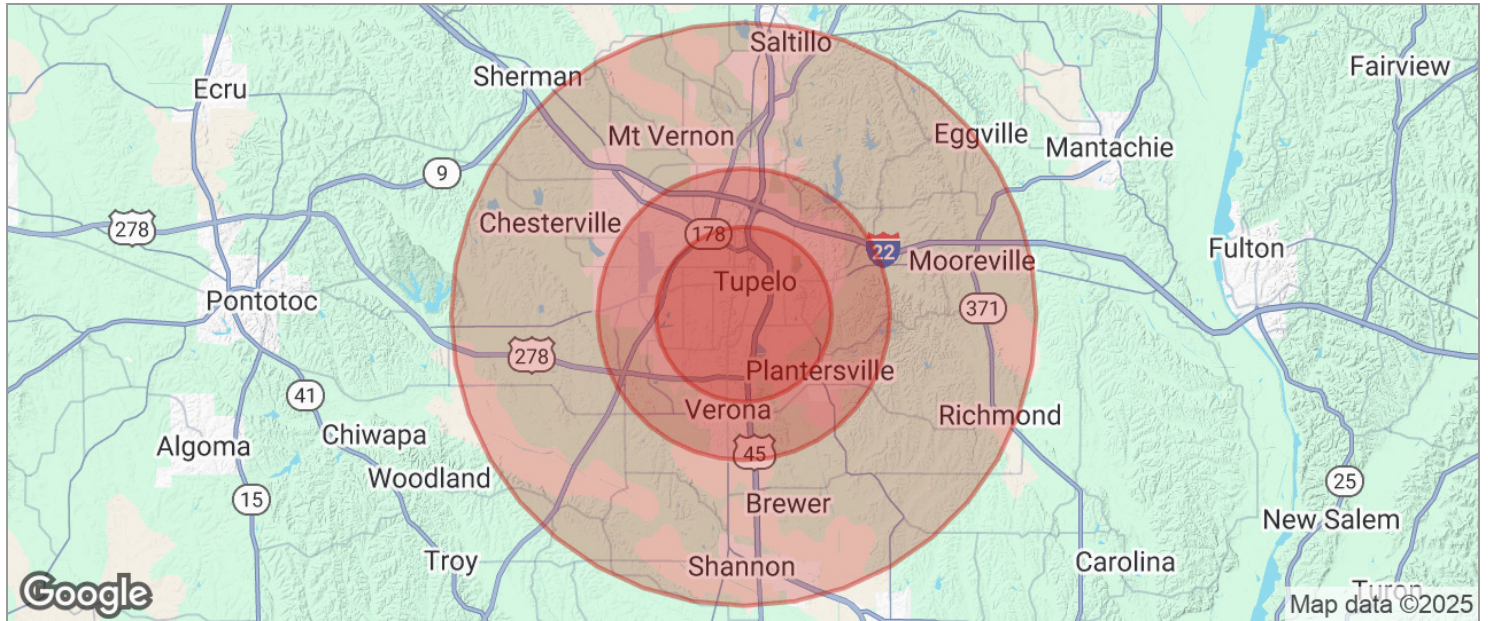 Saltillo
Fairview
Sherman
Ecru
Mt Vernon
Eggville
Mantachie
9
278
Chesterville
178
22
Fulton
Mooreville
Tupelo
Pontotoc
371
278
Plantersville
41
Verona
Richmond
Chiwapa
Algoma
45
Woodland
25
15
Brewer
New Salem
Troy
Carolina
Shannon
Turon
Google
Map data ©2025